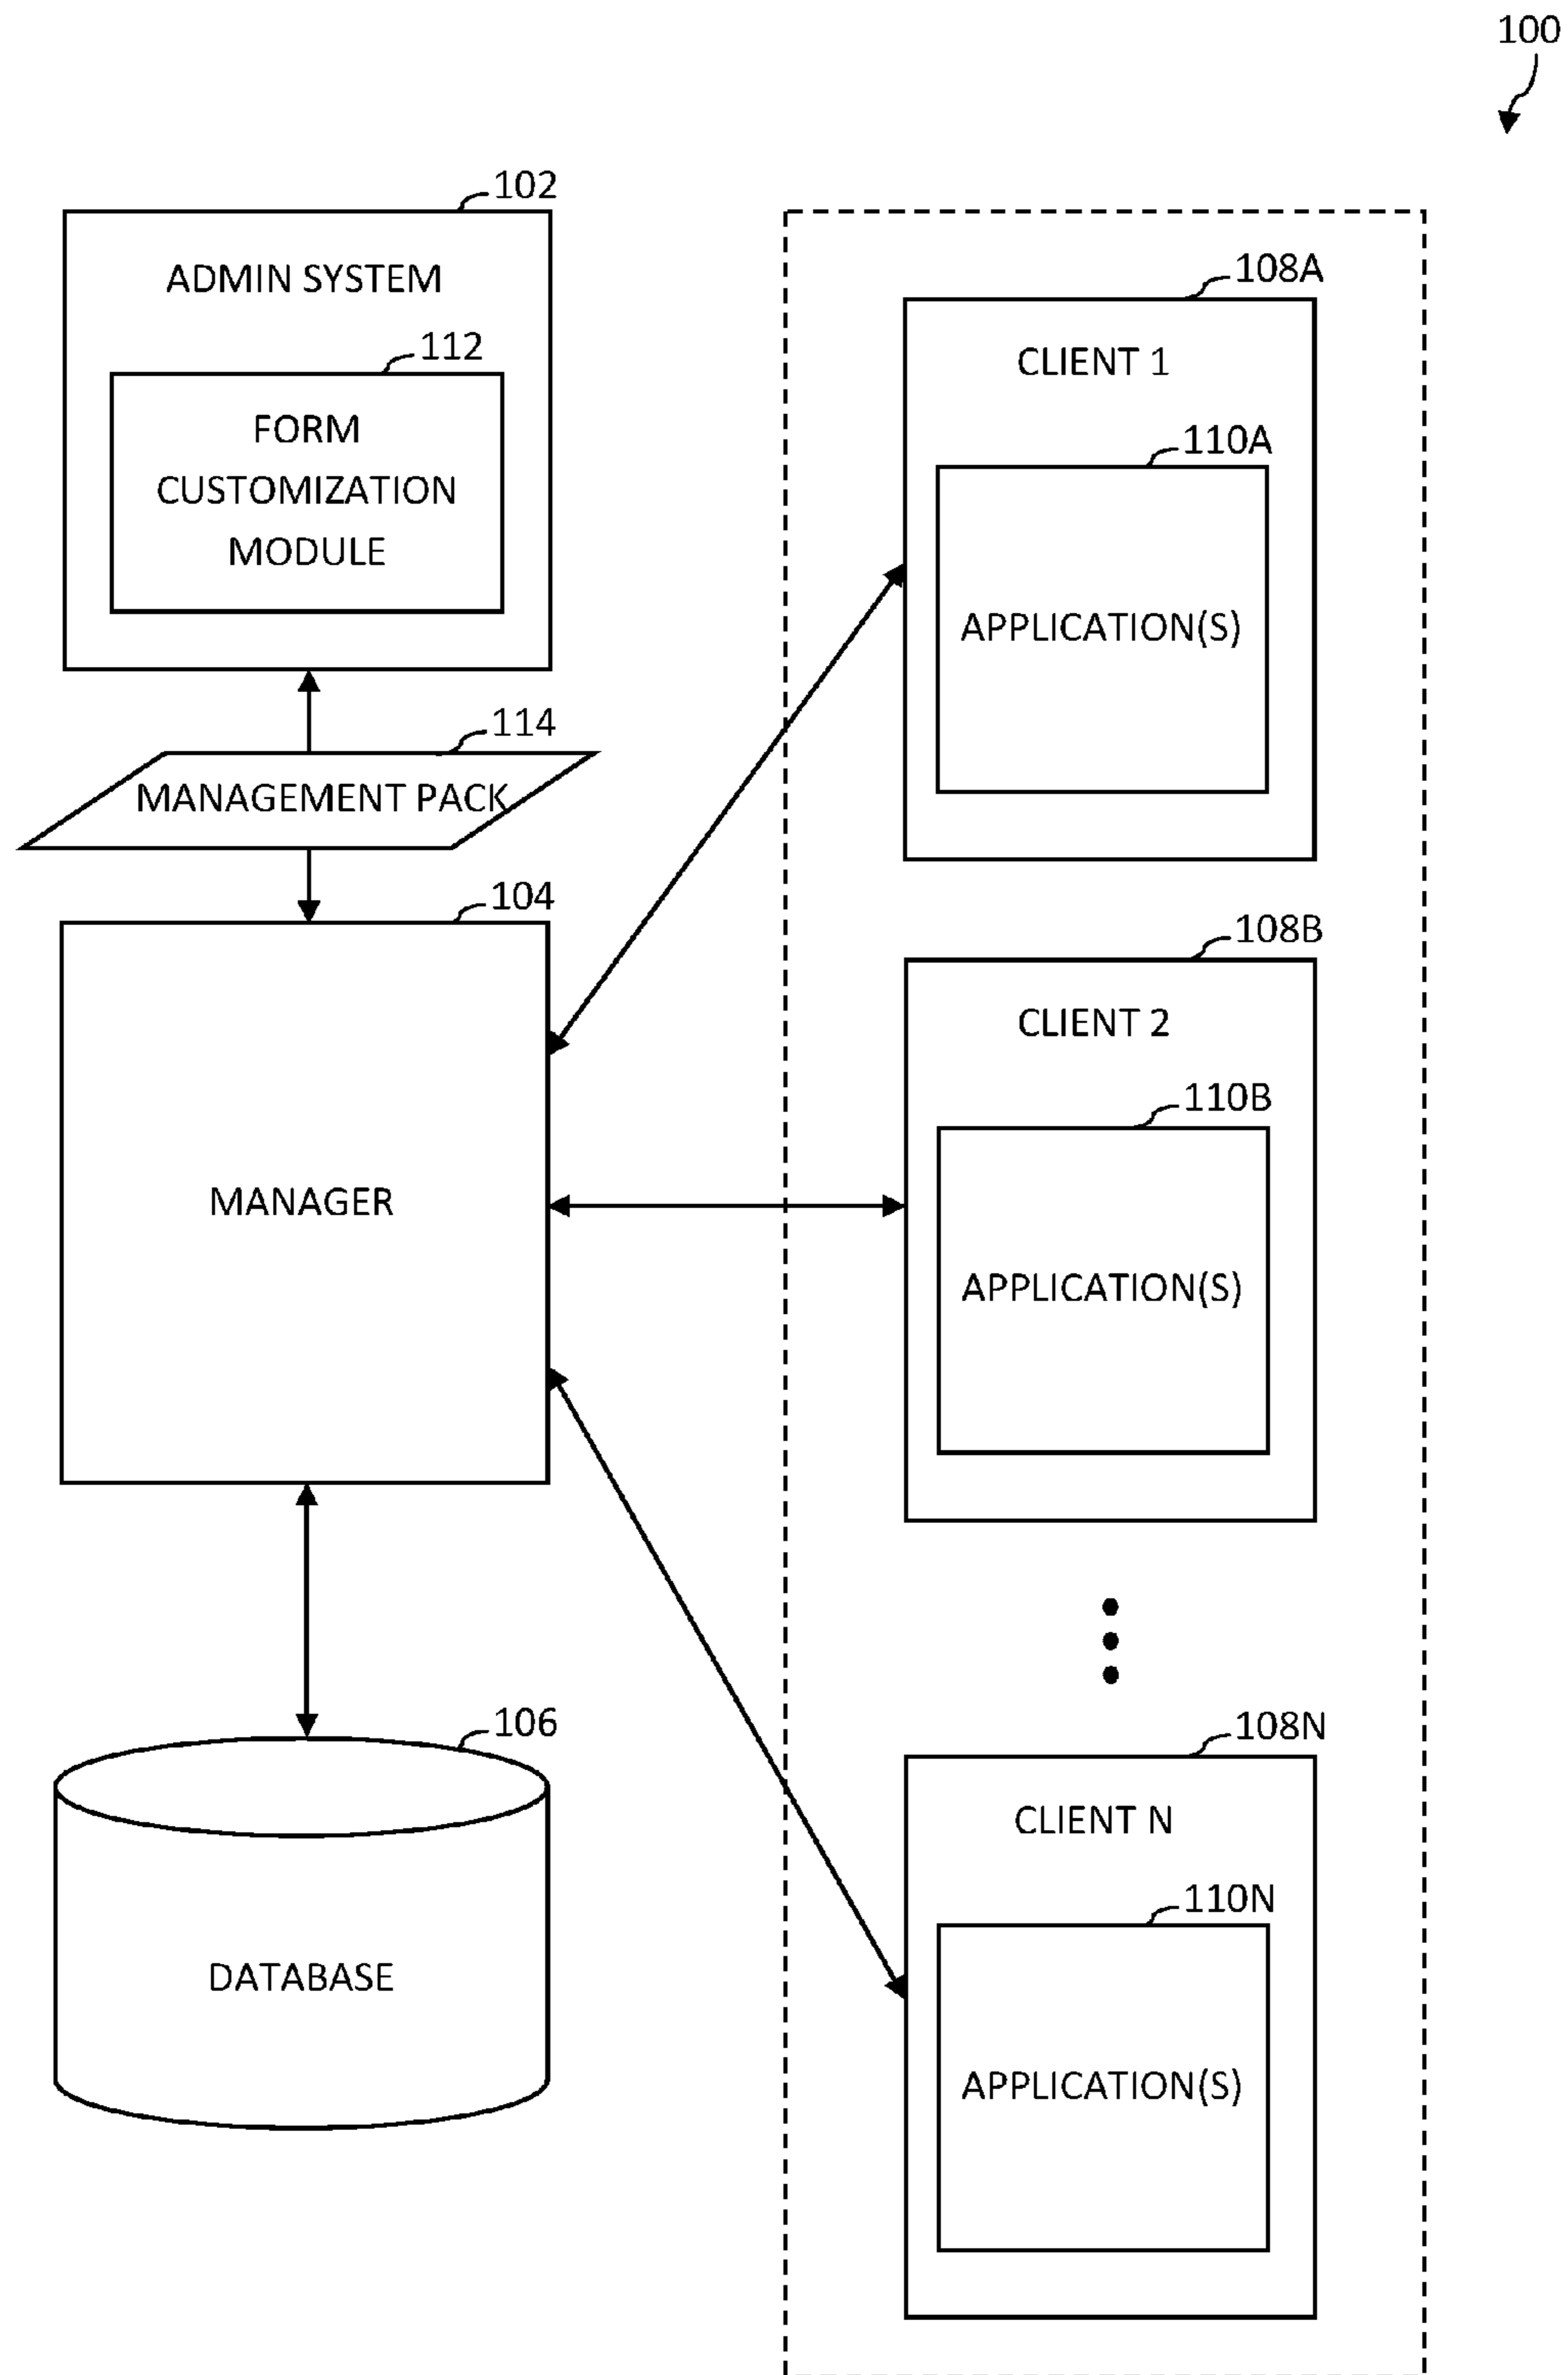 100
102
ADMIN SYSTEM
112
FORM
CUSTOMIZATION
MODULE
114
MANAGEMENT PACK
104
MANAGER
106
DATABASE
108A
CLIENT 1
110A
APPLICATION(S)
108B
CLIENT 2
110B
APPLICATION(S)
108N
CLIENT N
110N
APPLICATION(S)